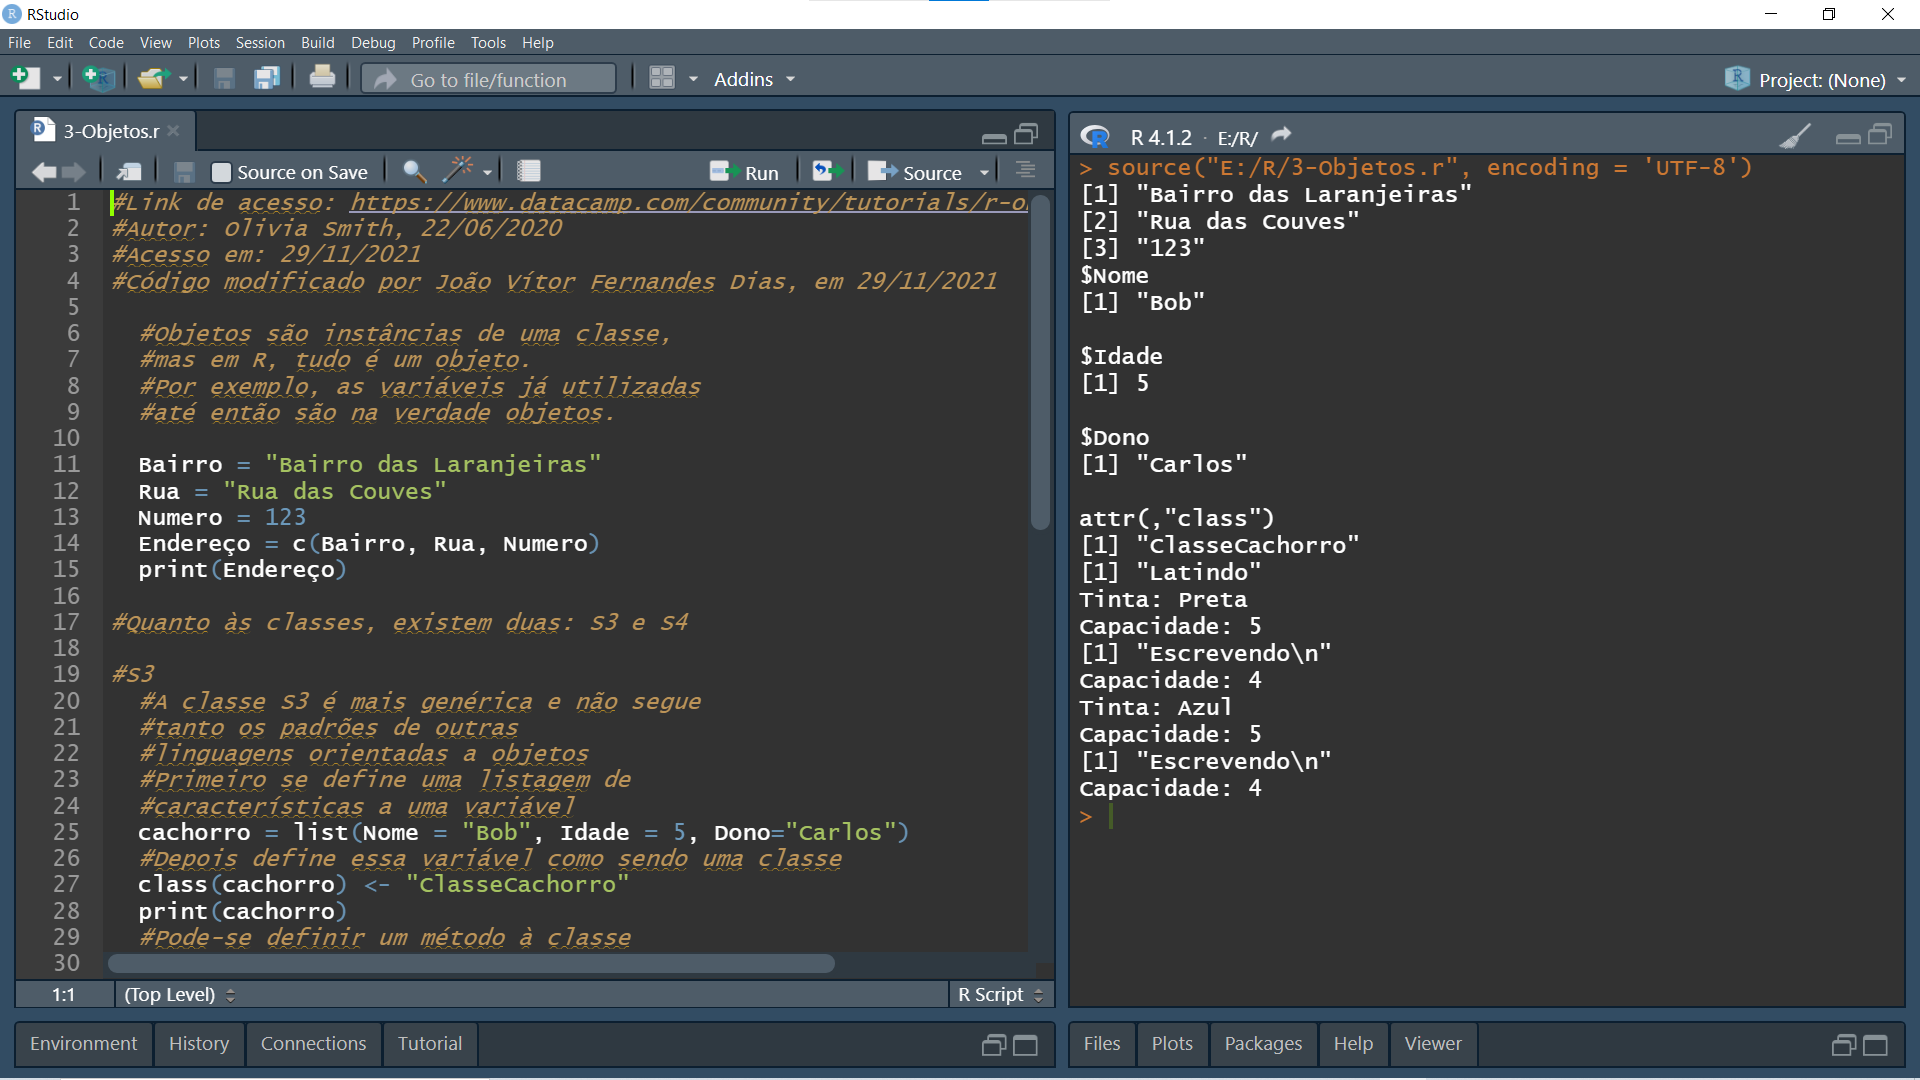 RStudio
File Edit Code View Plots Session Build Debug Profile Tools Help
Go to file/function
Addins
Project: (None)
3-Objetos.r
Source on Save
Run
Source
1 #Link de acesso: https://www.datacamp.com/community/tutorials/r-o
2 #Autor: Olivia Smith, 22/06/2020
3 #Acesso em: 29/11/2021
4 #Código modificado por João Vítor Fernandes Dias, em 29/11/2021
5
6 #Objetos são instâncias de uma classe,
7 #mas em R, tudo é um objeto.
8 #Por exemplo, as variáveis já utilizadas
9 #até então são na verdade objetos.
10
11 Bairro = "Bairro das Laranjeiras"
12 Rua = "Rua das Couves"
13 Numero = 123
14 Endereço = c(Bairro, Rua, Numero)
15 print(Endereço)
16
17 #Quanto às classes, existem duas: S3 e S4
18
19 #S3
20 #A classe S3 é mais genérica e não segue
21 #tanto os padrões de outras
22 #linguagens orientadas a objetos
23 #Primeiro se define uma listagem de
24 #características a uma variável
25 cachorro = list(Nome = "Bob", Idade = 5, Dono="Carlos")
26 #Depois define essa variável como sendo uma classe
27 class(cachorro) <- "ClasseCachorro"
28 print(cachorro)
29 #Pode-se definir um método à classe
30
1:1 (Top Level) R Script
Environment History Connections Tutorial
R 4.1.2 · E:/R/
> source("E:/R/3-Objetos.r", encoding = 'UTF-8')
[1] "Bairro das Laranjeiras"
[2] "Rua das Couves"
[3] "123"
$Nome
[1] "Bob"
$Idade
[1] 5
$Dono
[1] "Carlos"
attr(,"class")
[1] "ClasseCachorro"
[1] "Latindo"
Tinta: Preta
Capacidade: 5
[1] "Escrevendo\n"
Capacidade: 4
Tinta: Azul
Capacidade: 5
[1] "Escrevendo\n"
Capacidade: 4
>
Files Plots Packages Help Viewer